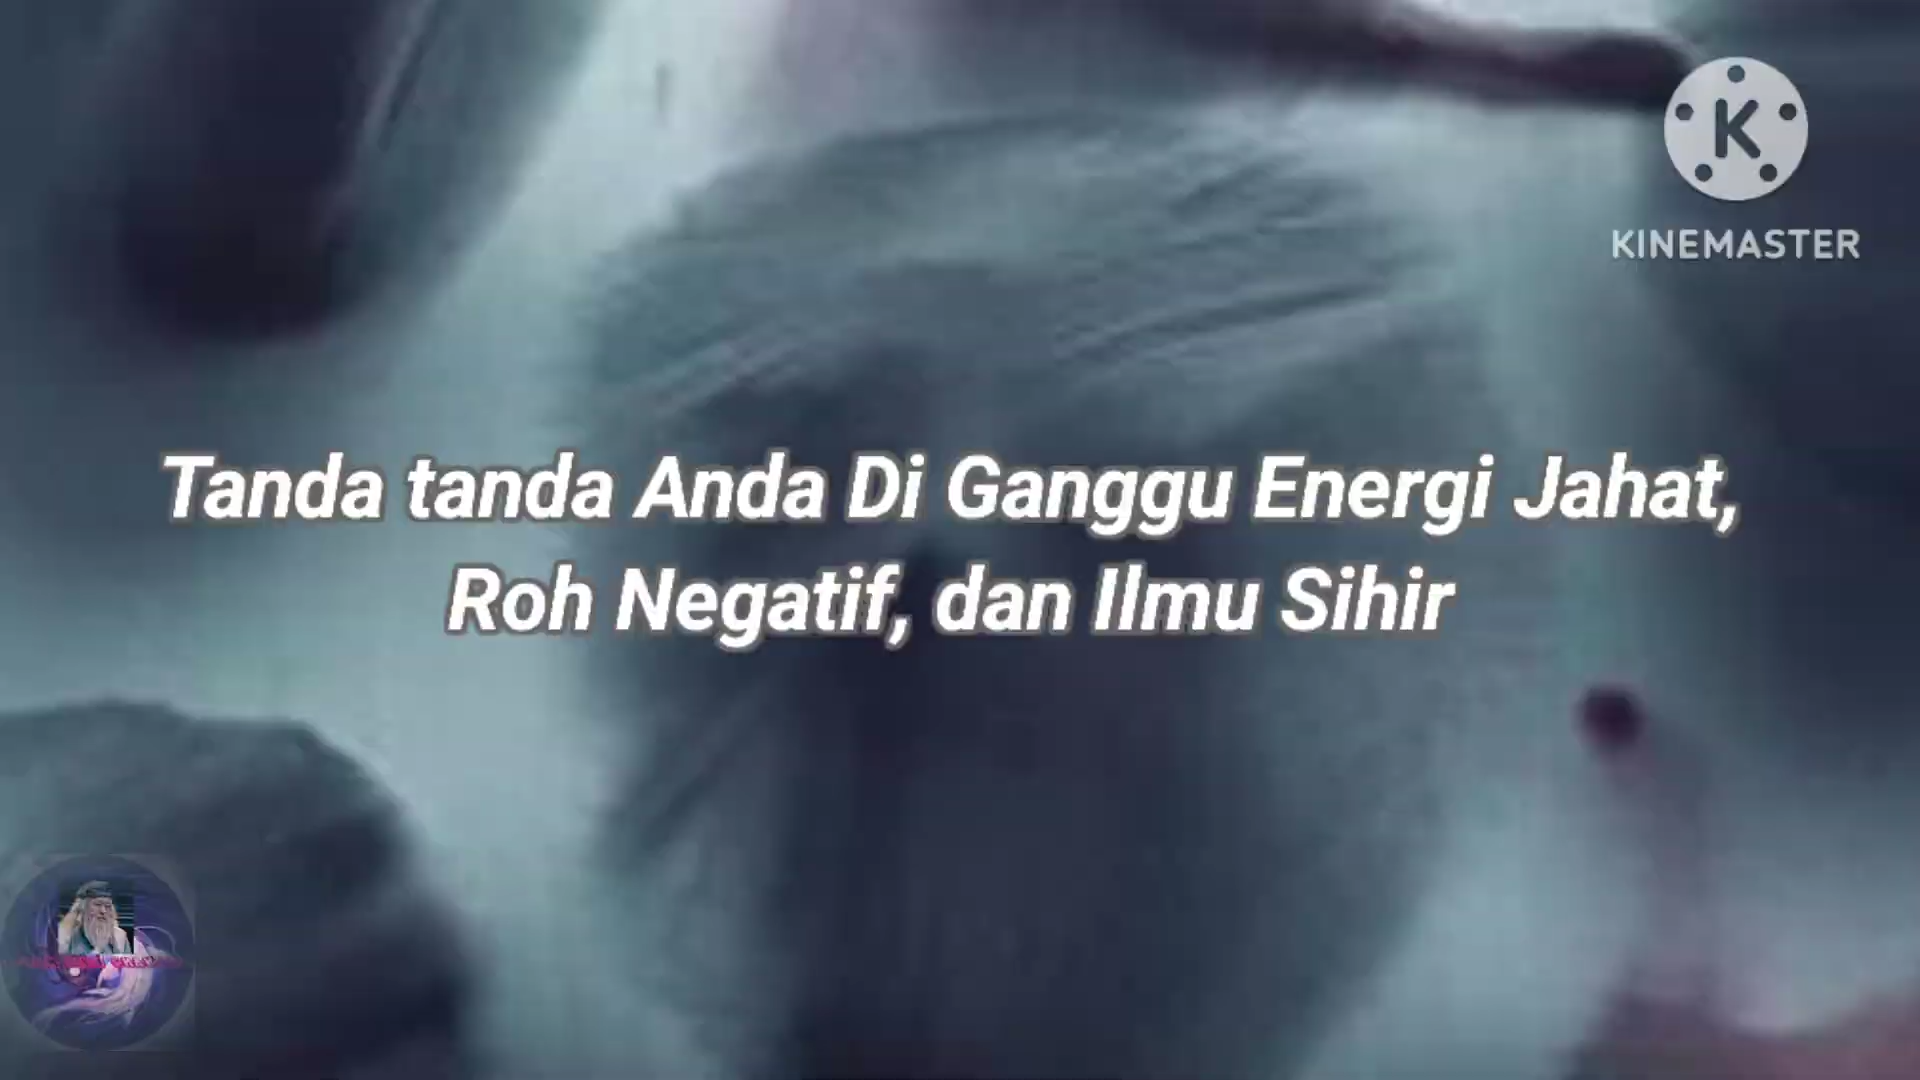 KINEMASTER
Tanda tanda Anda Di Ganggu Energi Jahat,
Roh Negatif, dan Ilmu Sihir